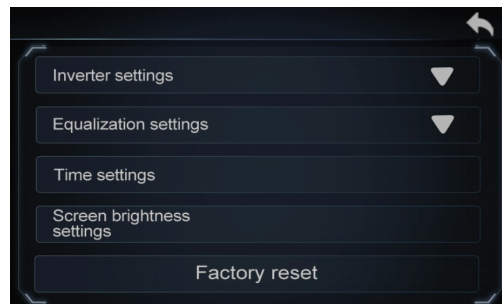 Inverter settings
Equalization settings
Time settings
Screen brightness
settings
Factory reset